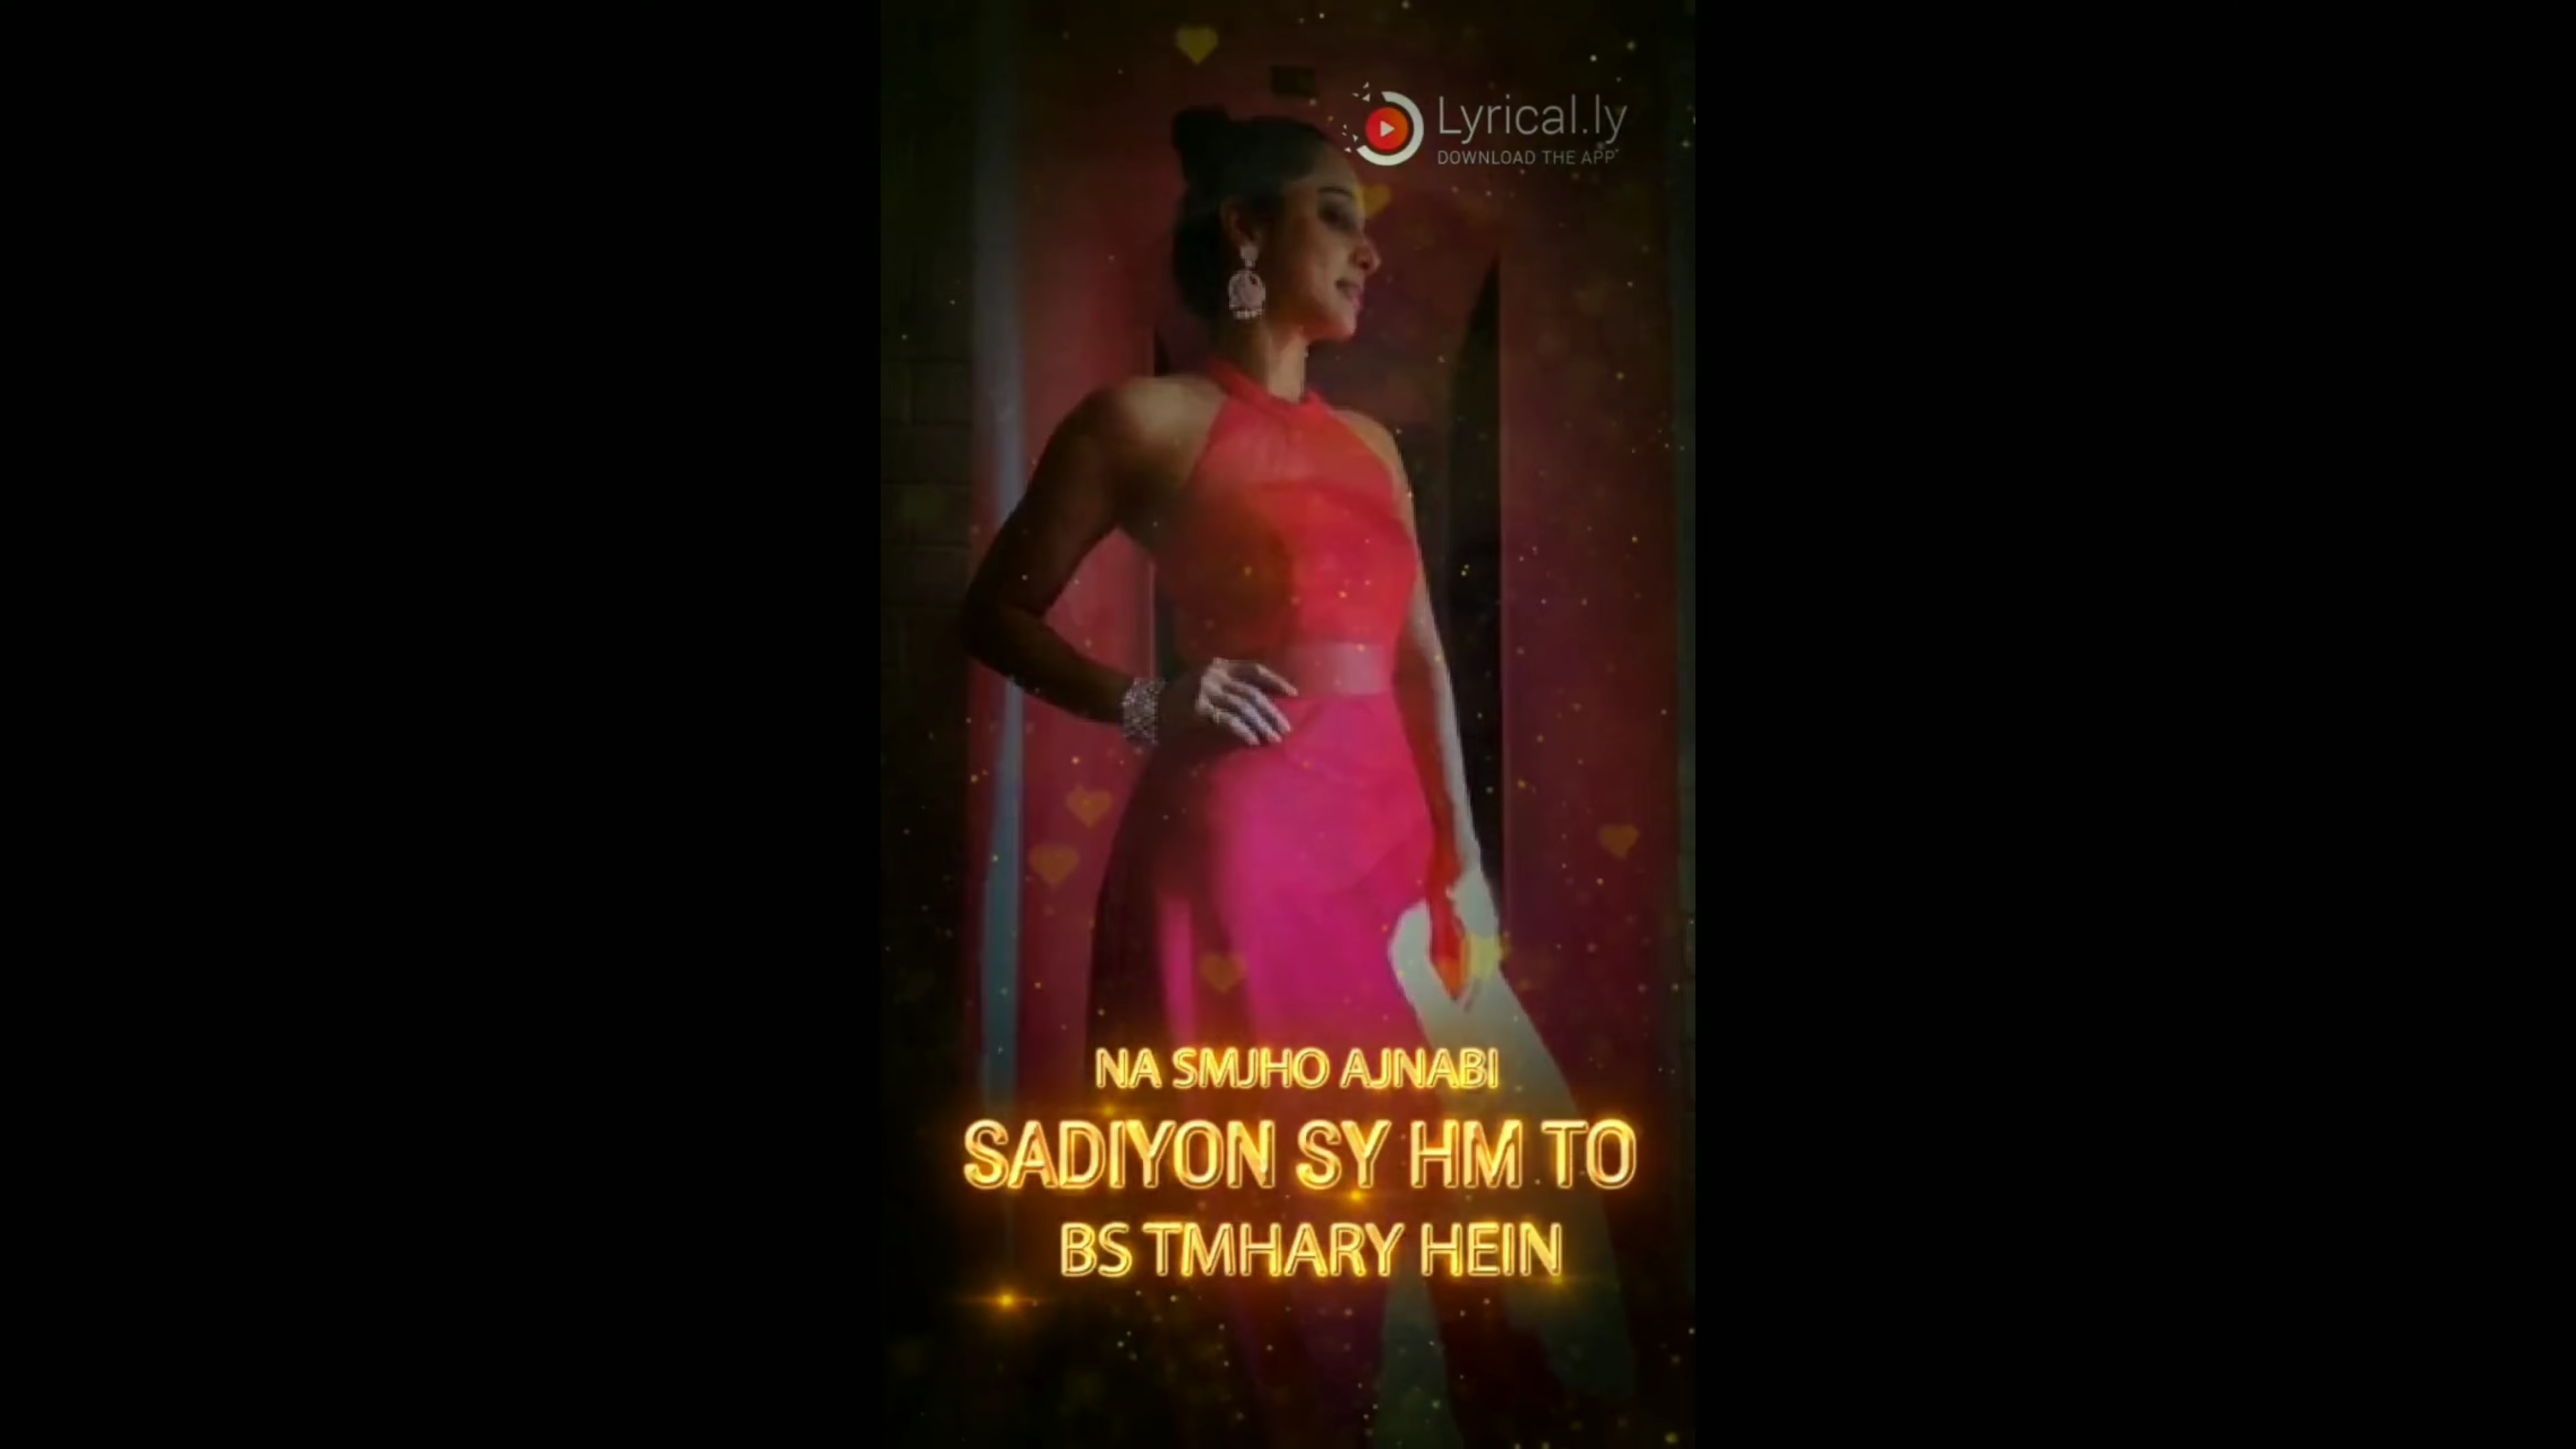 Lyrical.ly
DOWNLOAD THE APP
NA SMJHO AJNABI
SADIYON SY HM TO
BS TMHARY HEIN